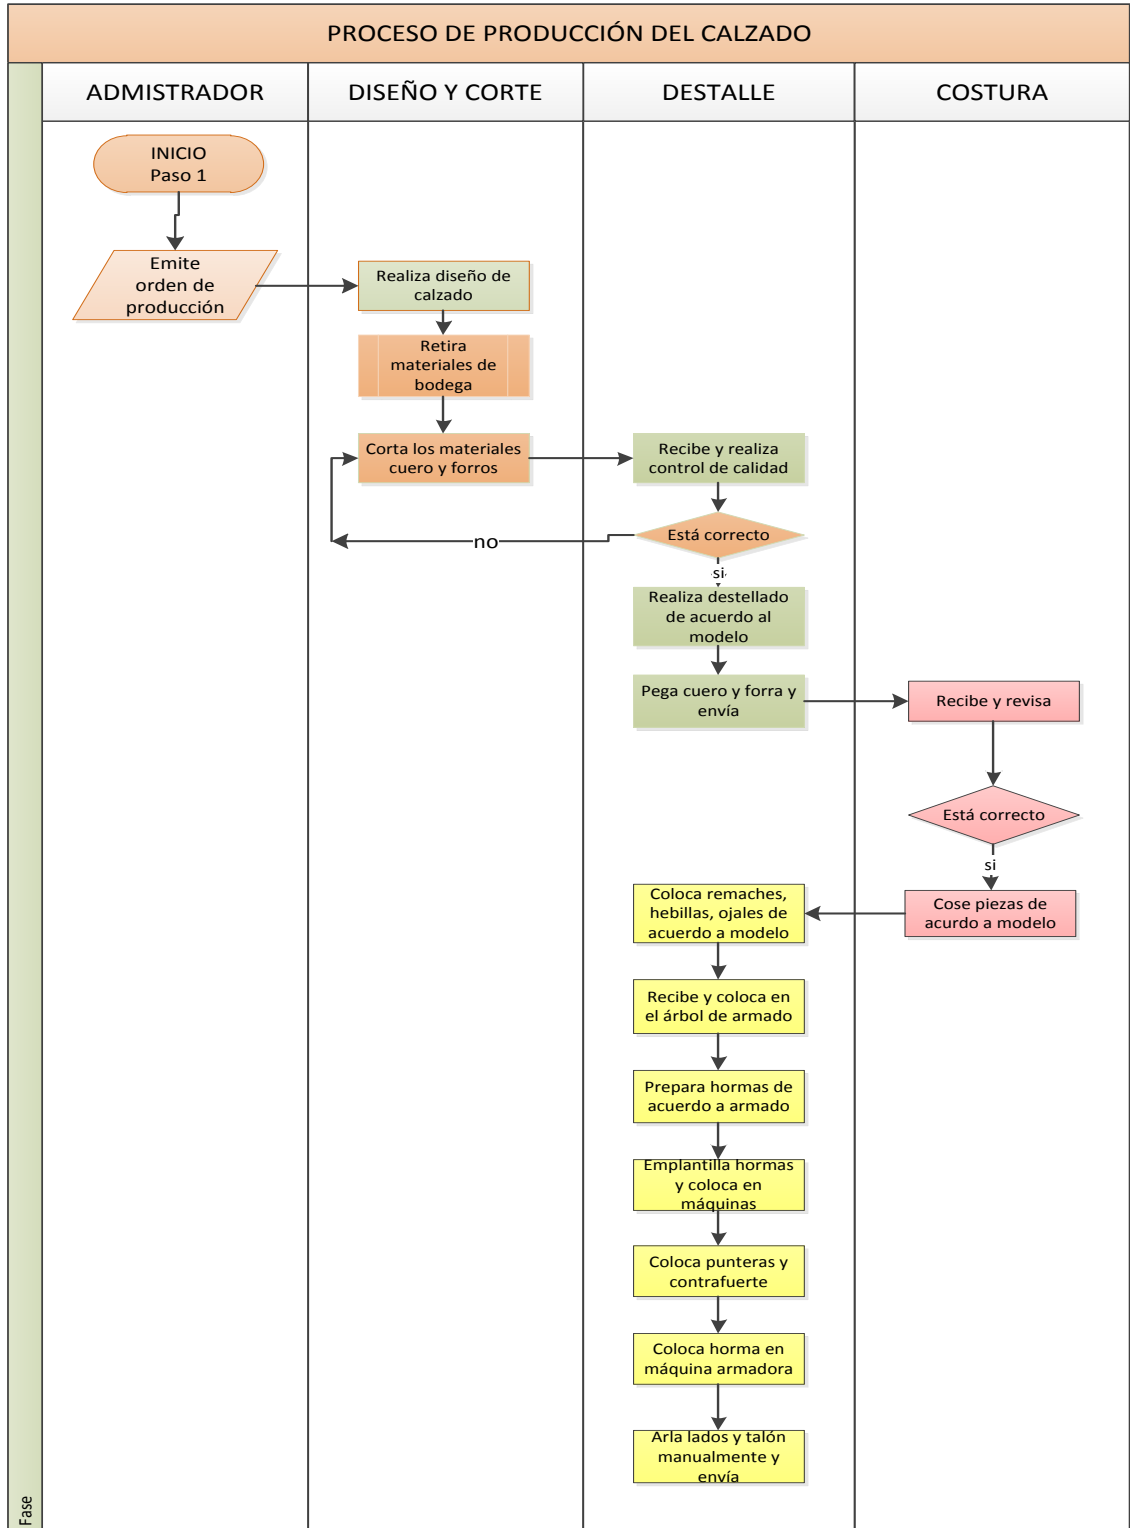 PROCESO DE PRODUCCIÓN DEL CALZADO
ADMISTRADOR
DISEÑO Y CORTE
DESTALLE
COSTURA
INICIO
Paso 1
Emite
orden de
producción
Realiza diseño de
calzado
Retira
materiales de
bodega
Corta los materiales
cuero y forros
Recibe y realiza
control de calidad
Está correcto
no
si
Realiza destellado
de acuerdo al
modelo
Pega cuero y forra y
envía
Recibe y revisa
Está correcto
si
Cose piezas de
acurdo a modelo
Coloca remaches,
hebillas, ojales de
acuerdo a modelo
Recibe y coloca en
el árbol de armado
Prepara hormas de
acuerdo a armado
Emplantilla hormas
y coloca en
máquinas
Coloca punteras y
contrafuerte
Coloca horma en
máquina armadora
Arla lados y talón
manualmente y
envía
Fase